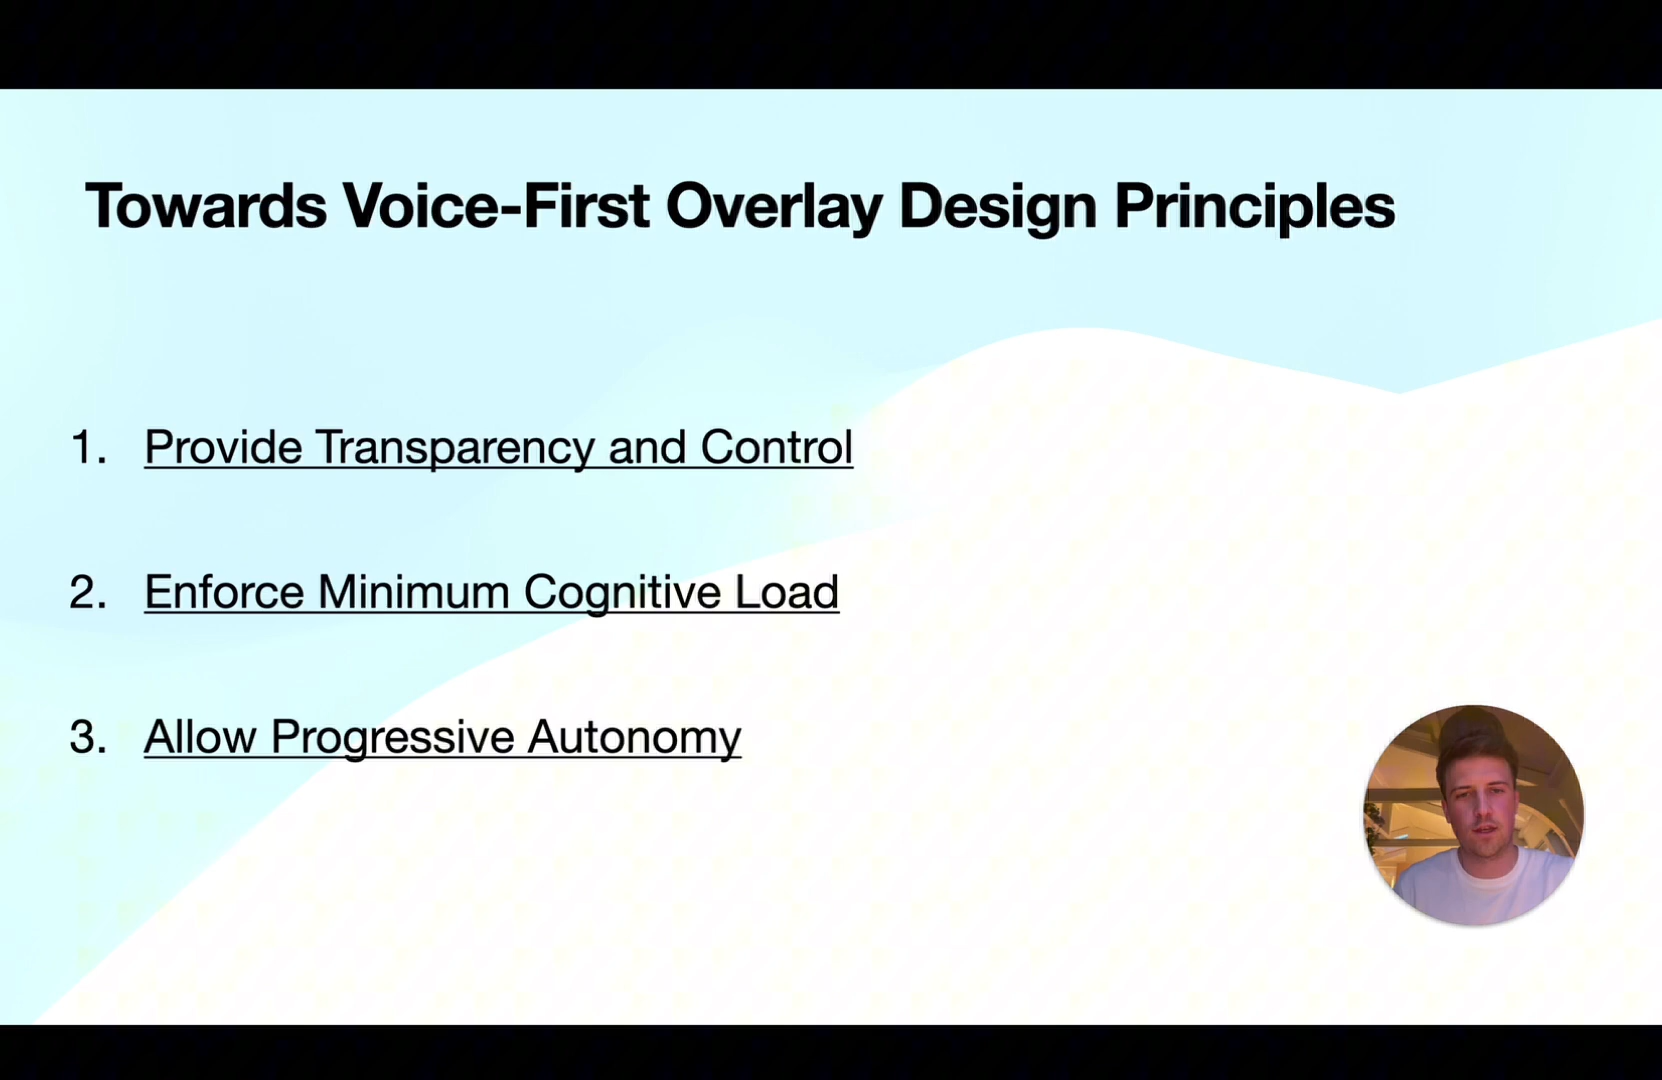 Towards Voice-First Overlay Design Principles
1. Provide Transparency and Control
2. Enforce Minimum Cognitive Load
3. Allow Progressive Autonomy